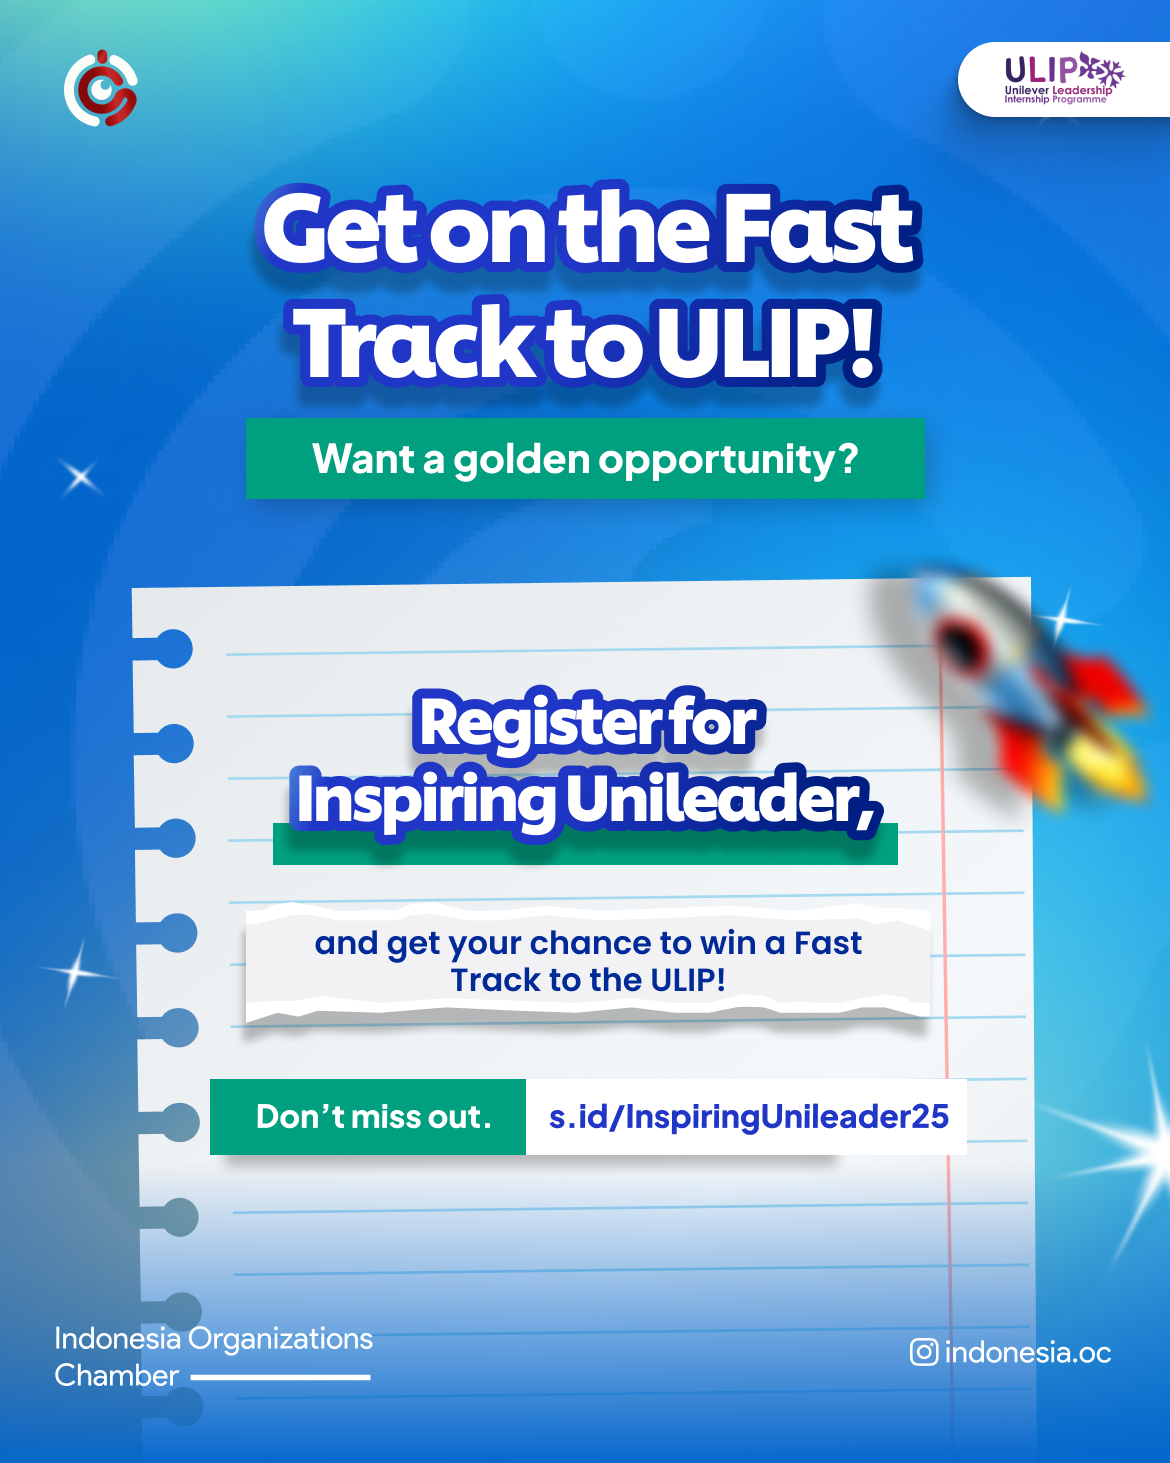 ULIP
Unilever Leadership
Internship Programme
Get on the Fast
Track to ULIP!
Want a golden opportunity?
Register for
Inspiring Unileader,
and get your chance to win a Fast
Track to the ULIP!
Don’t miss out.
s.id/InspiringUnileader25
Indonesia Organizations
Chamber
indonesia.oc